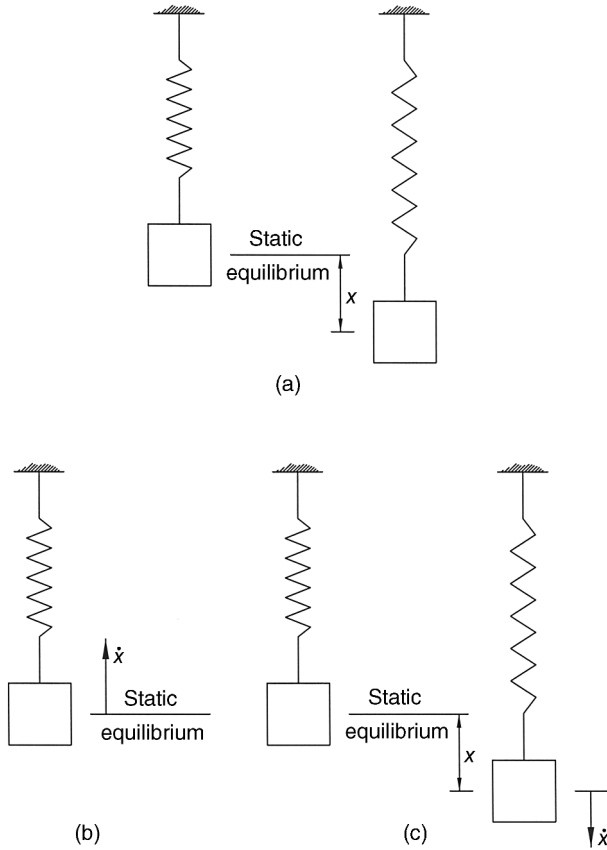 Static
equilibrium
x
(a)
ẋ
Static
equilibrium
(b)
Static
equilibrium
x
ẋ
(c)